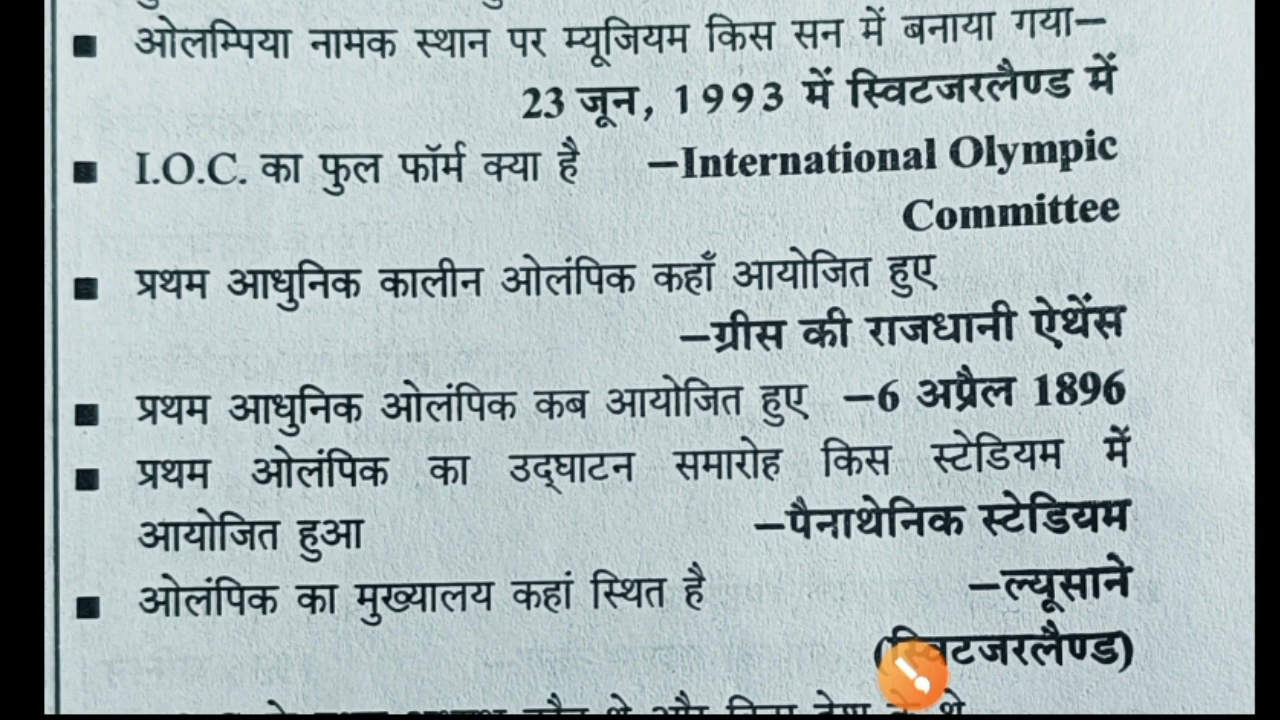 ■ ओलम्पिया नामक स्थान पर म्यूजियम किस सन में बनाया गया–
23 जून, 1993 में स्विटजरलैण्ड में
■ I.O.C. का फुल फॉर्म क्या है –International Olympic
Committee
■ प्रथम आधुनिक कालीन ओलंपिक कहाँ आयोजित हुए
–ग्रीस की राजधानी ऐथेंस
■ प्रथम आधुनिक ओलंपिक कब आयोजित हुए –6 अप्रैल 1896
■ प्रथम ओलंपिक का उद्घाटन समारोह किस स्टेडियम में
आयोजित हुआ –पैनाथेनिक स्टेडियम
■ ओलंपिक का मुख्यालय कहां स्थित है –ल्यूसाने
(स्विटजरलैण्ड)